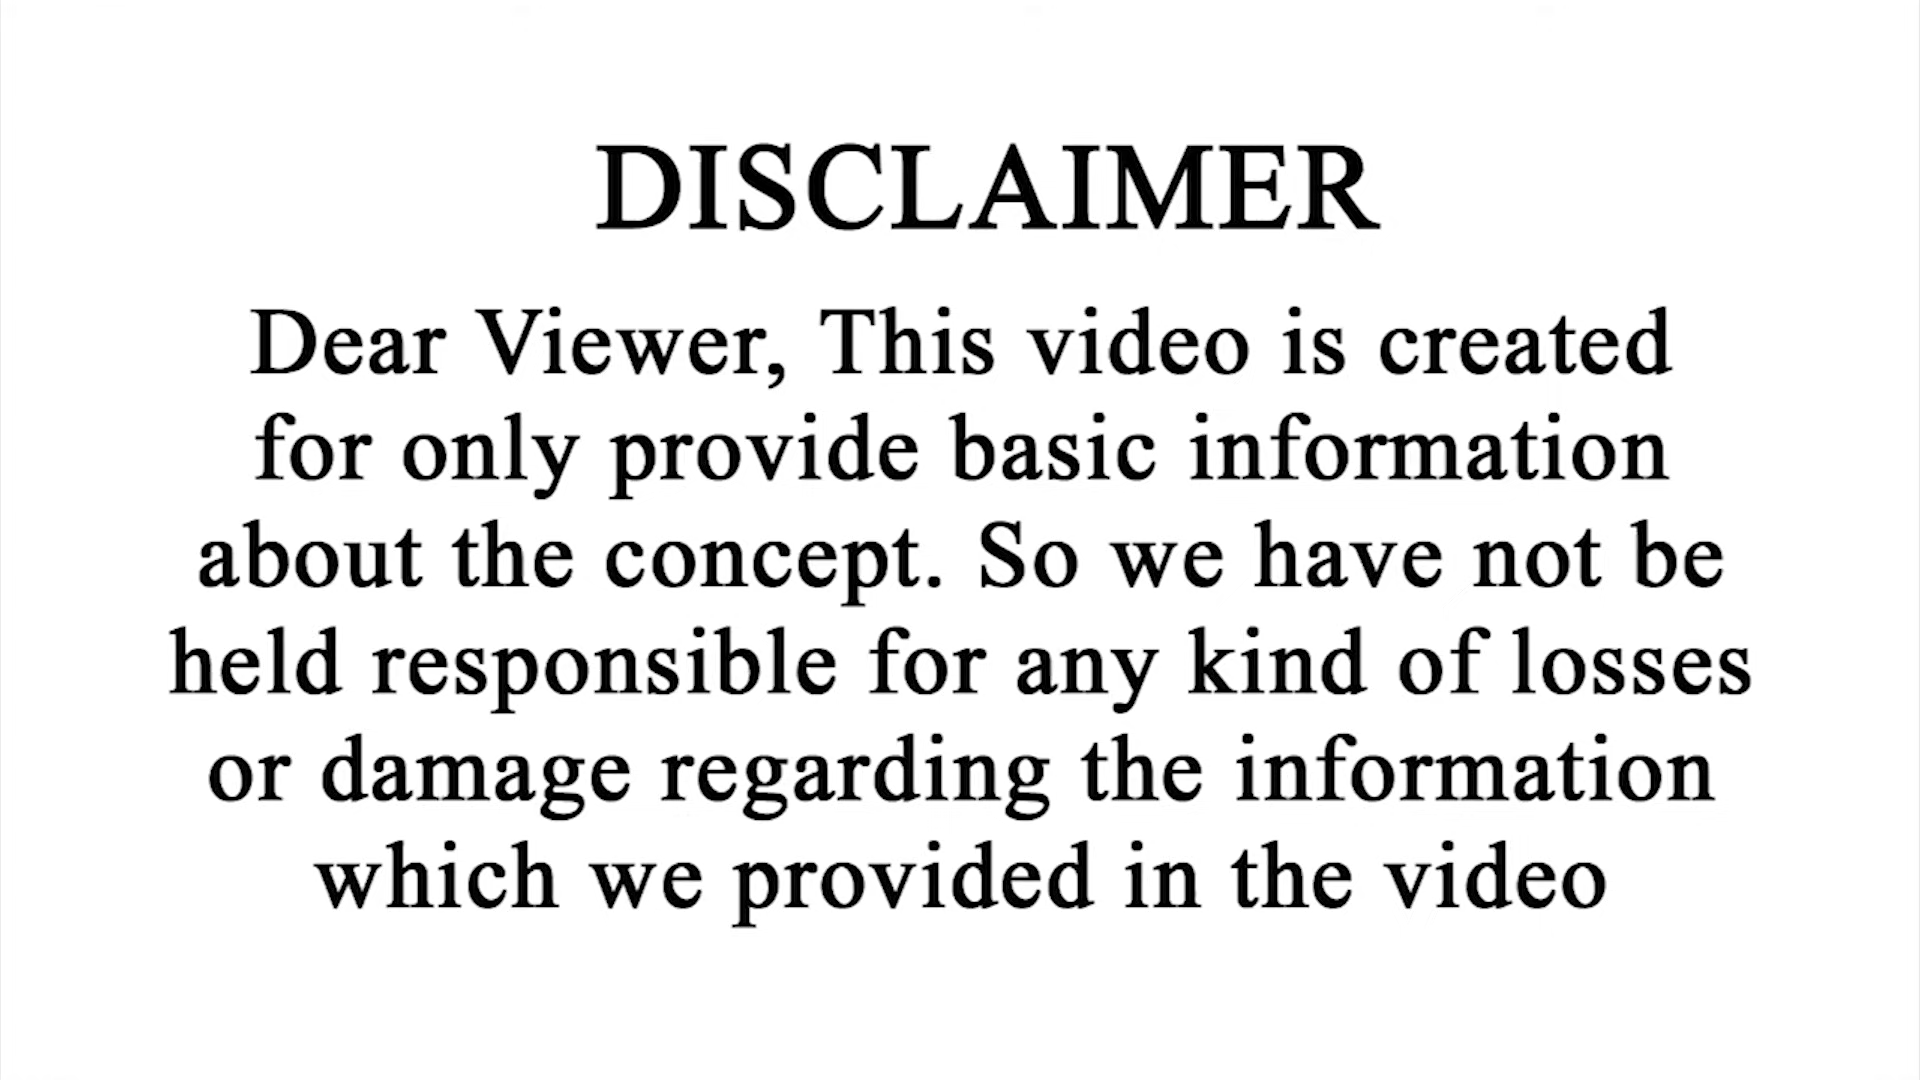 DISCLAIMER
Dear Viewer, This video is created
for only provide basic information
about the concept. So we have not be
held responsible for any kind of losses
or damage regarding the information
which we provided in the video